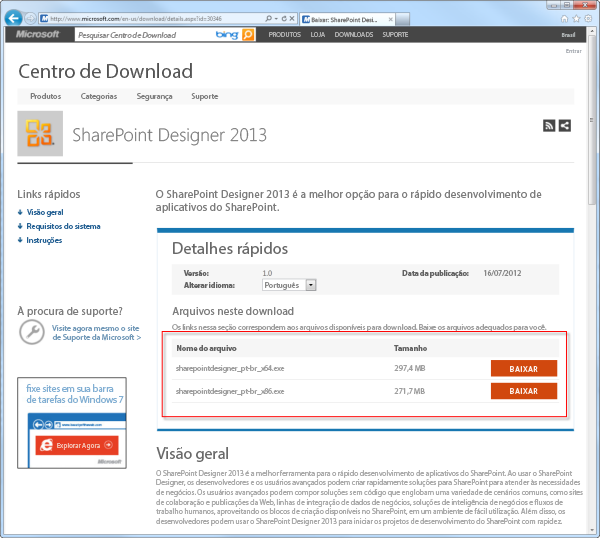 http://www.microsoft.com/en-us/download/details.aspx?id=30346
Baixar: SharePoint Desi...
Microsoft
Pesquisar Centro de Download
bing
PRODUTOS LOJA DOWNLOADS SUPORTE
Brasil
Entrar
Centro de Download
Produtos Categorias Segurança Suporte
SharePoint Designer 2013
Links rápidos
Visão geral
Requisitos do sistema
Instruções
À procura de suporte?
Visite agora mesmo o site
de Suporte da Microsoft >
fixe sites em sua barra
de tarefas do Windows 7
Explorar Agora
Microsoft
O SharePoint Designer 2013 é a melhor opção para o rápido desenvolvimento de
aplicativos do SharePoint.
Detalhes rápidos
Versão: 1.0 Data da publicação: 16/07/2012
Alterar idioma: Português
Arquivos neste download
Os links nessa seção correspondem aos arquivos disponíveis para download. Baixe os arquivos adequados para você.
Nome do arquivo Tamanho
sharepointdesigner_pt-br_x64.exe 297,4 MB BAIXAR
sharepointdesigner_pt-br_x86.exe 271,7MB BAIXAR
Visão geral
O SharePoint Designer 2013 é a melhor ferramenta para o rápido desenvolvimento de aplicativos do SharePoint. Ao usar o SharePoint
Designer, os desenvolvedores e os usuários avançados podem criar rapidamente soluções para SharePoint para atender às necessidades
de negócios. Os usuários avançados podem compor soluções sem código que englobam uma variedade de cenários comuns, como sites
de colaboração e publicações da Web, linhas de integração de dados de negócios, soluções de inteligência de negócios e fluxos de
trabalho humanos, aproveitando os blocos de criação disponíveis no SharePoint, em um ambiente de fácil utilização. Além disso, os
desenvolvedores podem usar o SharePoint Designer 2013 para iniciar os projetos de desenvolvimento do SharePoint com rapidez.